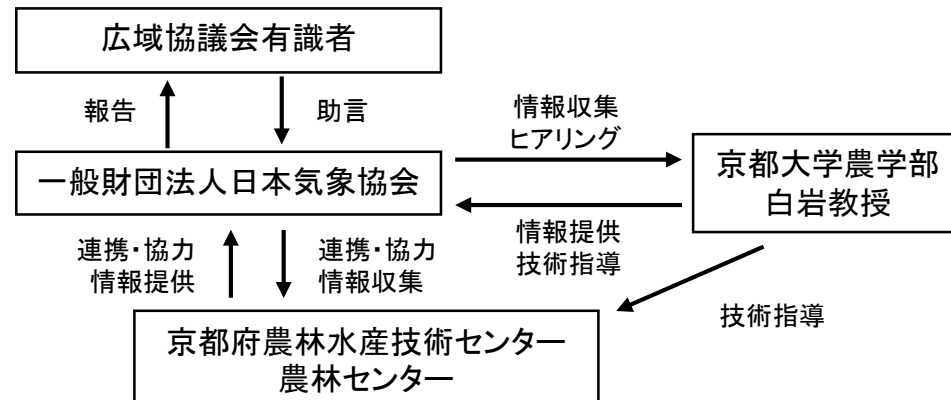 広域協議会有識者
報告
助言
情報収集
ヒアリング
一般財団法人日本気象協会
京都大学農学部
白岩教授
情報提供
技術指導
連携・協力
情報提供
連携・協力
情報収集
技術指導
京都府農林水産技術センター
農林センター